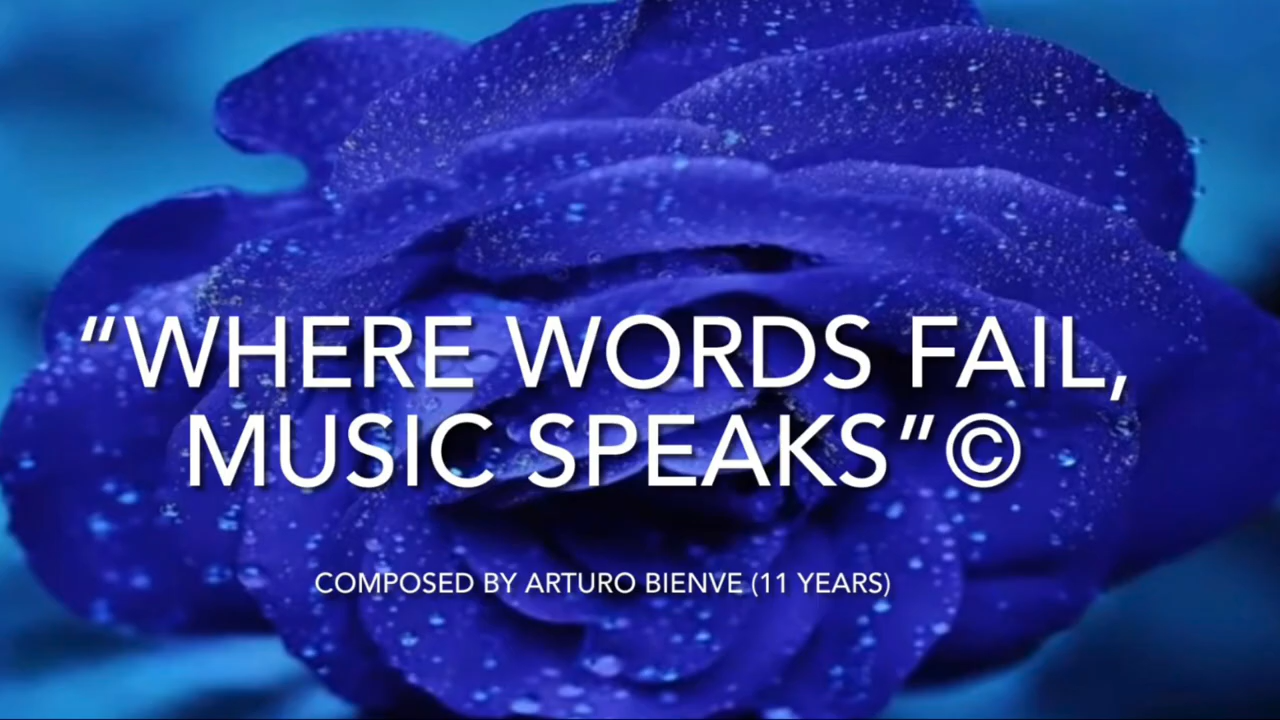 “WHERE WORDS FAIL,
MUSIC SPEAKS”©
COMPOSED BY ARTURO BIENVE (11 YEARS)